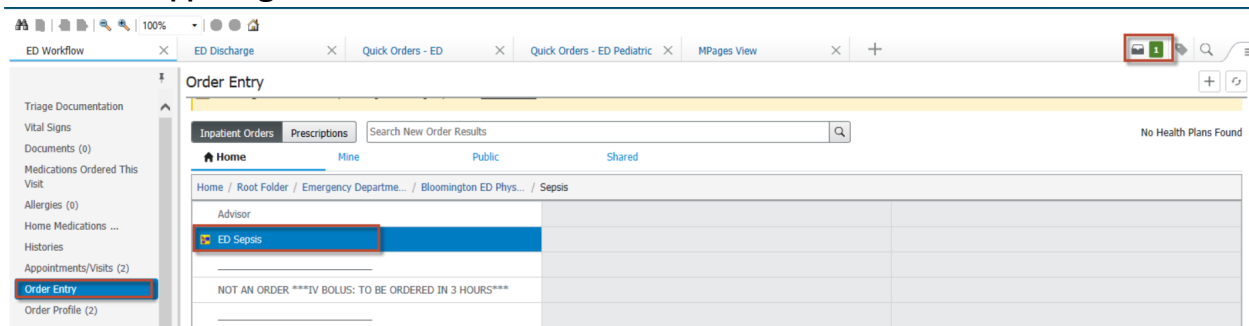 100%
ED Workflow ED Discharge Quick Orders - ED Quick Orders - ED Pediatric MPages View 1
Order Entry
Triage Documentation
Vital Signs
Inpatient Orders Prescriptions Search New Order Results No Health Plans Found
Documents (0)
Home Mine Public Shared
Medications Ordered This
Visit
Home / Root Folder / Emergency Departme... / Bloomington ED Phys... / Sepsis
Allergies (0)
Advisor
Home Medications ...
ED Sepsis
Histories
Appointments/Visits (2)
Order Entry
NOT AN ORDER ***IV BOLUS: TO BE ORDERED IN 3 HOURS***
Order Profile (2)